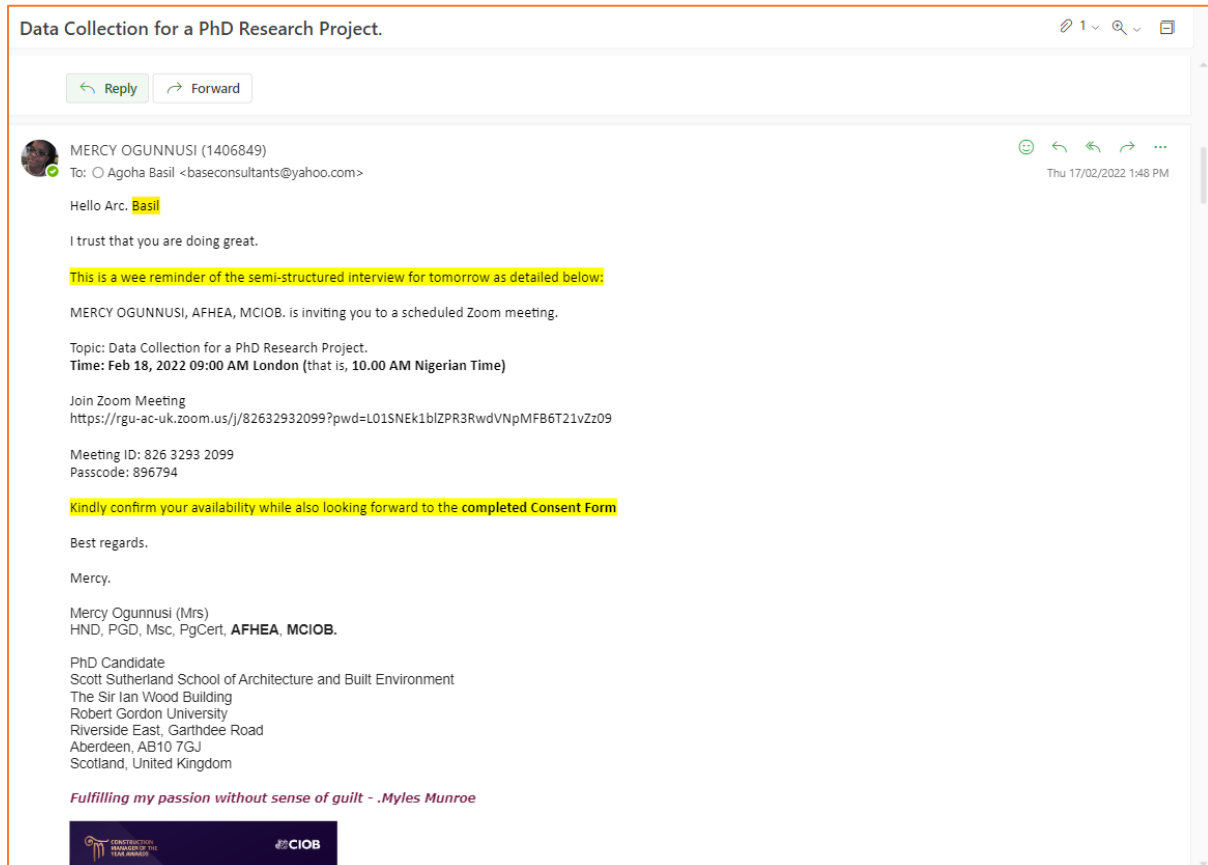 Data Collection for a PhD Research Project.
1
Reply
Forward
MERCY OGUNNUSI (1406849)
To: Agoha Basil <baseconsultants@yahoo.com>
Thu 17/02/2022 1:48 PM
Hello Arc. Basil
I trust that you are doing great.
This is a wee reminder of the semi-structured interview for tomorrow as detailed below:
MERCY OGUNNUSI, AFHEA, MCIOB. is inviting you to a scheduled Zoom meeting.
Topic: Data Collection for a PhD Research Project.
Time: Feb 18, 2022 09:00 AM London (that is, 10.00 AM Nigerian Time)
Join Zoom Meeting
https://rgu-ac-uk.zoom.us/j/82632932099?pwd=L01SNEk1blZPR3RwdVNpMFB6T21vZz09
Meeting ID: 826 3293 2099
Passcode: 896794
Kindly confirm your availability while also looking forward to the completed Consent Form
Best regards.
Mercy.
Mercy Ogunnusi (Mrs)
HND, PGD, Msc, PgCert, AFHEA, MCIOB.
PhD Candidate
Scott Sutherland School of Architecture and Built Environment
The Sir Ian Wood Building
Robert Gordon University
Riverside East, Garthdee Road
Aberdeen, AB10 7GJ
Scotland, United Kingdom
Fulfilling my passion without sense of guilt - .Myles Munroe
CONSTRUCTION
MANAGER OF THE
YEAR AWARDS
CIOB